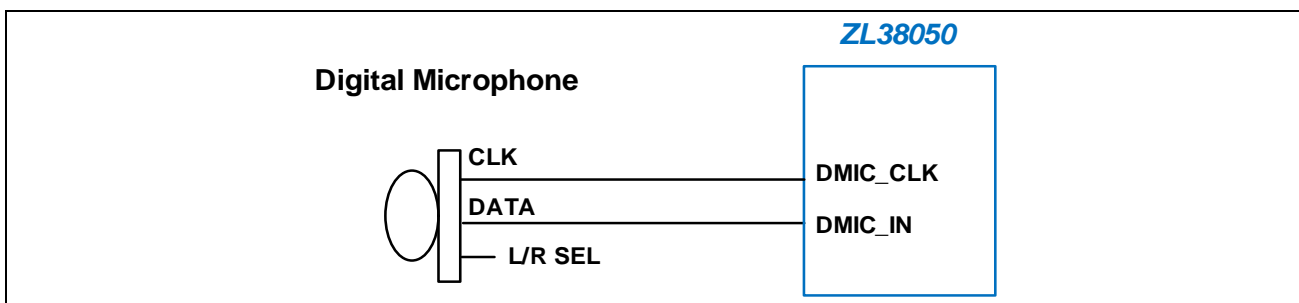 ZL38050
Digital Microphone
CLK
DMIC_CLK
DATA
DMIC_IN
L/R SEL